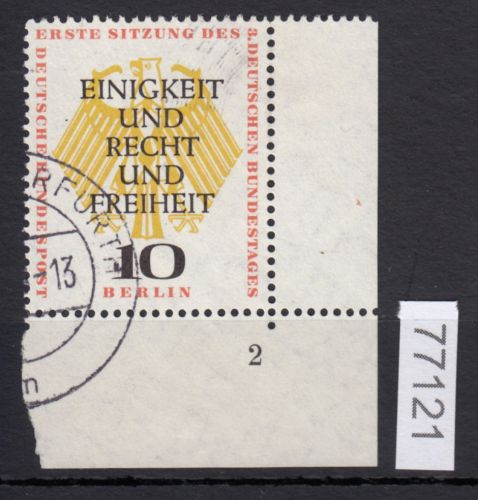 ERSTE SITZUNG DES
3. DEUTSCHEN BUNDESTAGES
DEUTSCHE BUNDESPOST
EINIGKEIT
UND
RECHT
UND
FREIHEIT
10
BERLIN
13
2
77121